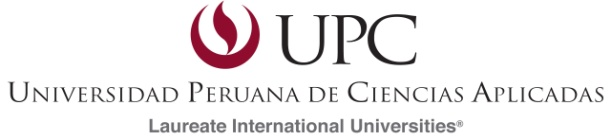 UPC
UNIVERSIDAD PERUANA DE CIENCIAS APLICADAS
Laureate International Universities®